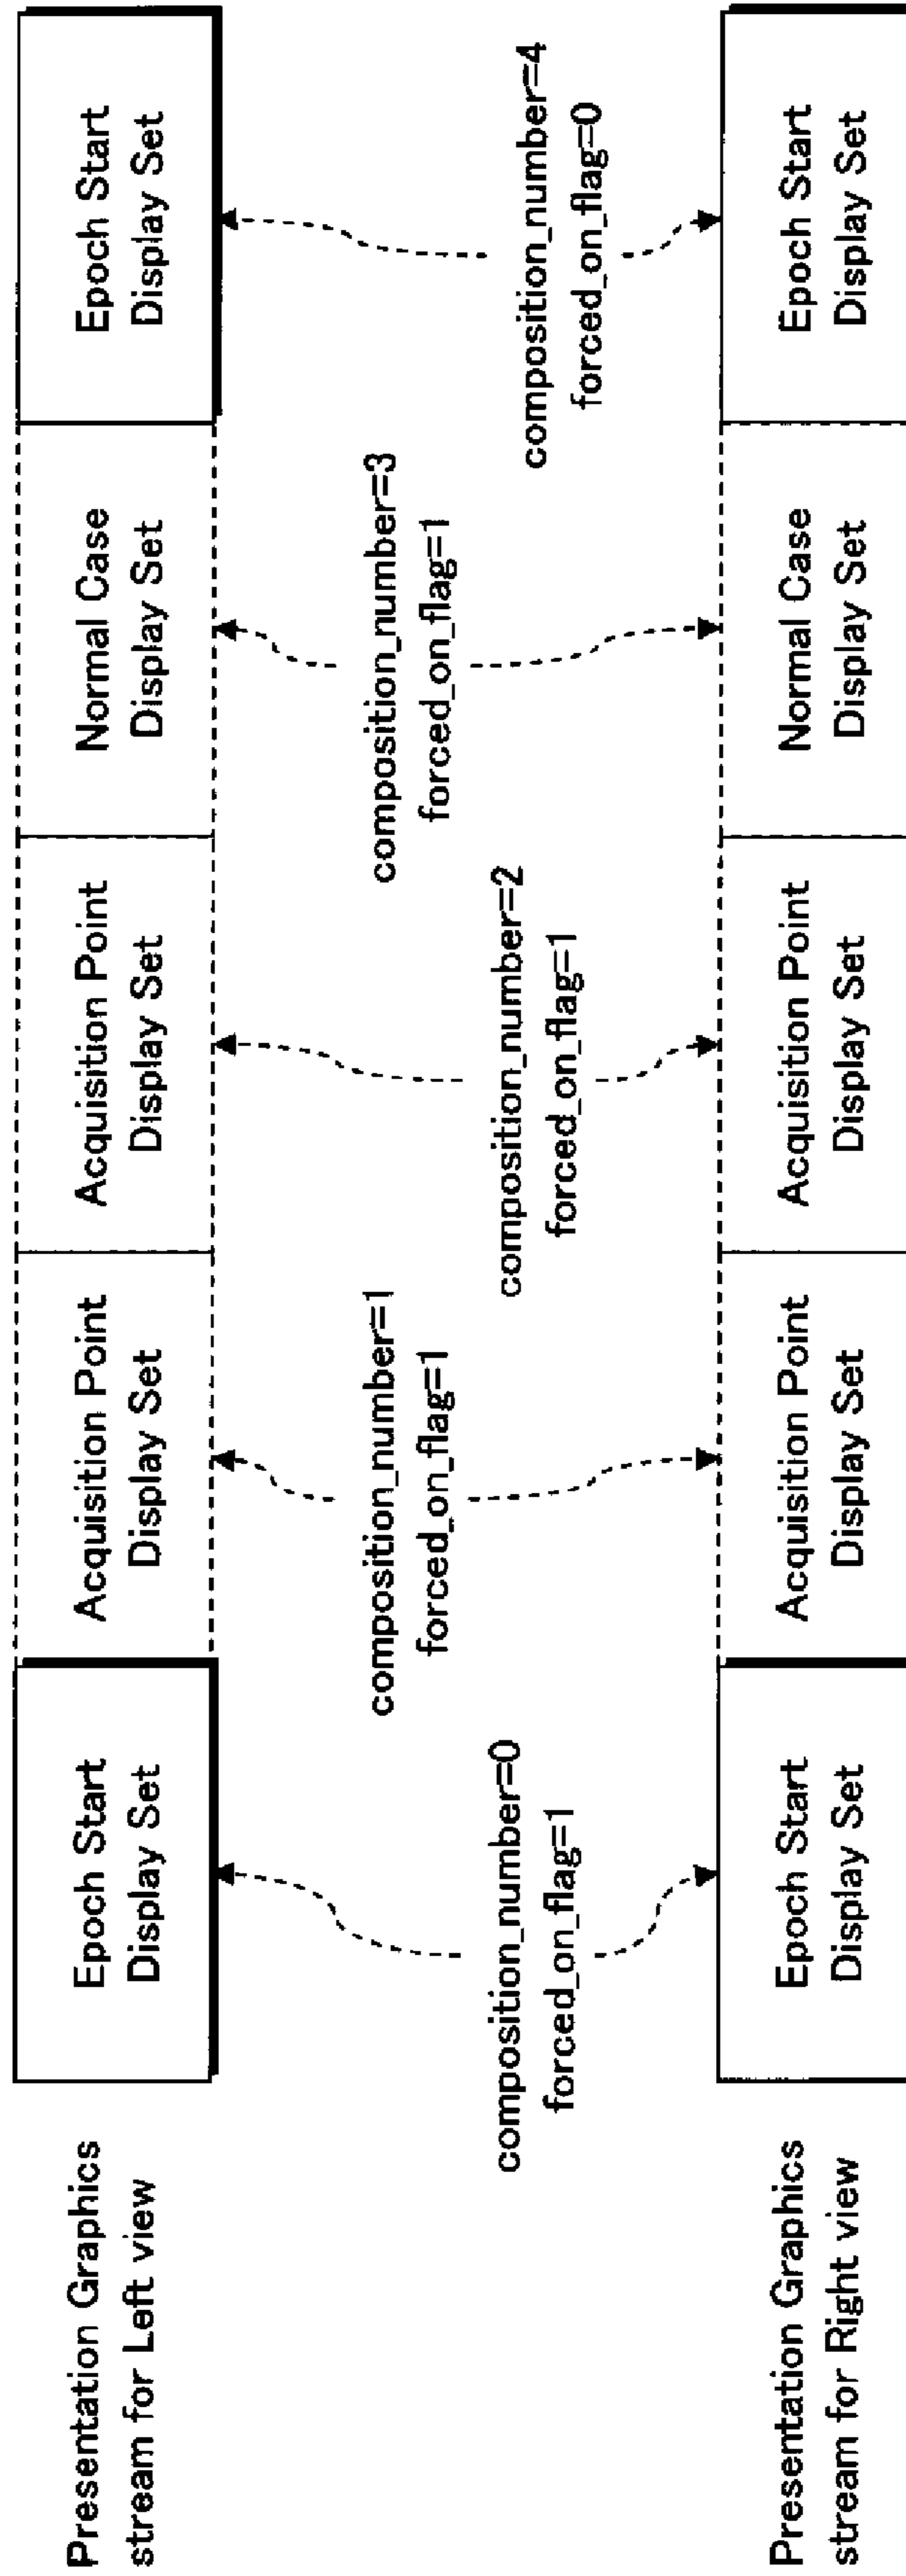 Presentation Graphics
stream for Left view
Epoch Start
Display Set
Acquisition Point
Display Set
Acquisition Point
Display Set
Normal Case
Display Set
Epoch Start
Display Set
composition_number=0
forced_on_flag=1
composition_number=1
forced_on_flag=1
composition_number=2
forced_on_flag=1
composition_number=3
forced_on_flag=1
composition_number=4
forced_on_flag=0
Presentation Graphics
stream for Right view
Epoch Start
Display Set
Acquisition Point
Display Set
Acquisition Point
Display Set
Normal Case
Display Set
Epoch Start
Display Set